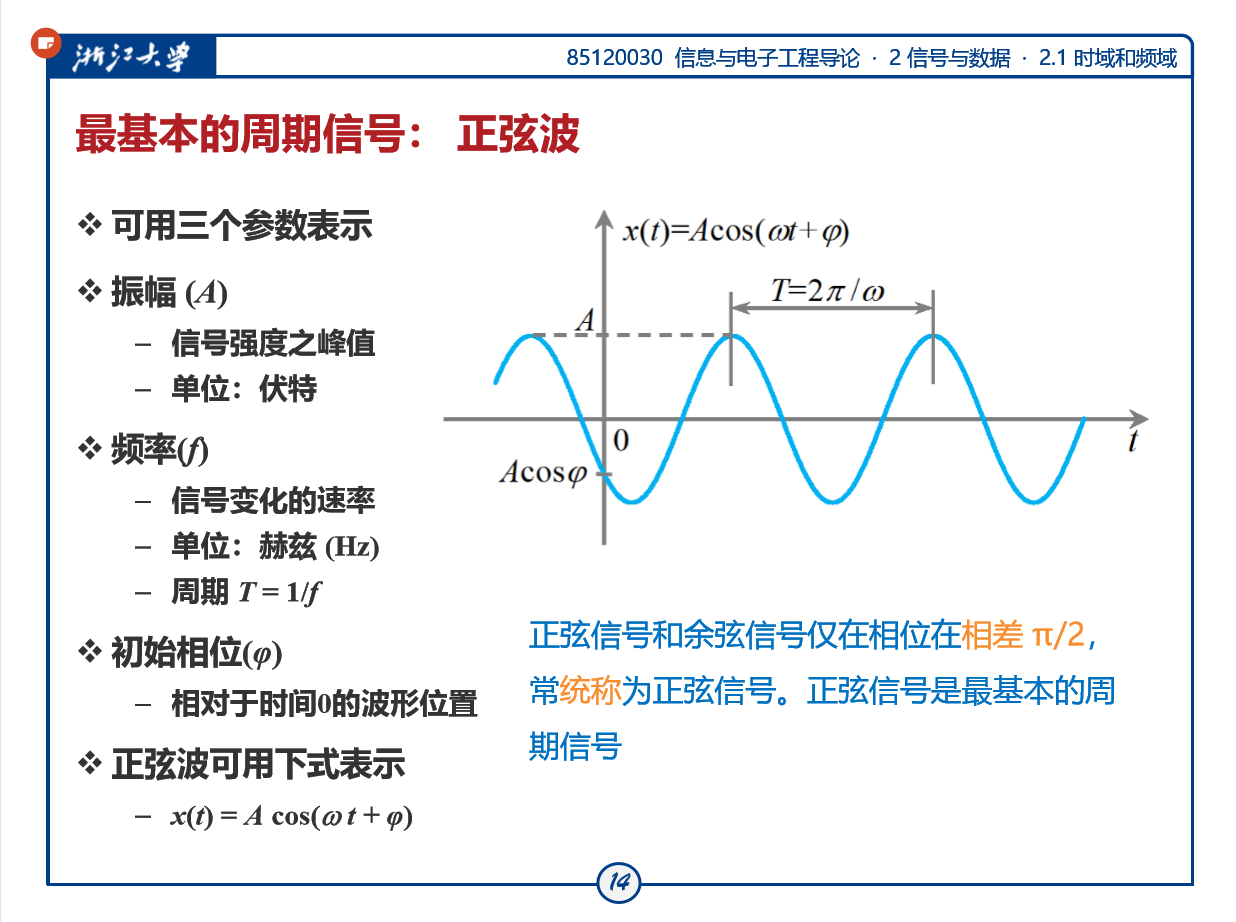 浙江大学
85120030 信息与电子工程导论 · 2 信号与数据 · 2.1 时域和频域
最基本的周期信号： 正弦波
❖ 可用三个参数表示
❖ 振幅 (A)
– 信号强度之峰值
– 单位：伏特
❖ 频率(f)
– 信号变化的速率
– 单位：赫兹 (Hz)
– 周期 T = 1/f
❖ 初始相位(φ)
– 相对于时间0的波形位置
❖ 正弦波可用下式表示
– x(t) = A cos(ω t + φ)
x(t)=Acos(ωt+φ)
T=2π/ω
A
0
t
Acosφ
正弦信号和余弦信号仅在相位在相差 π/2，
常统称为正弦信号。正弦信号是最基本的周
期信号
14